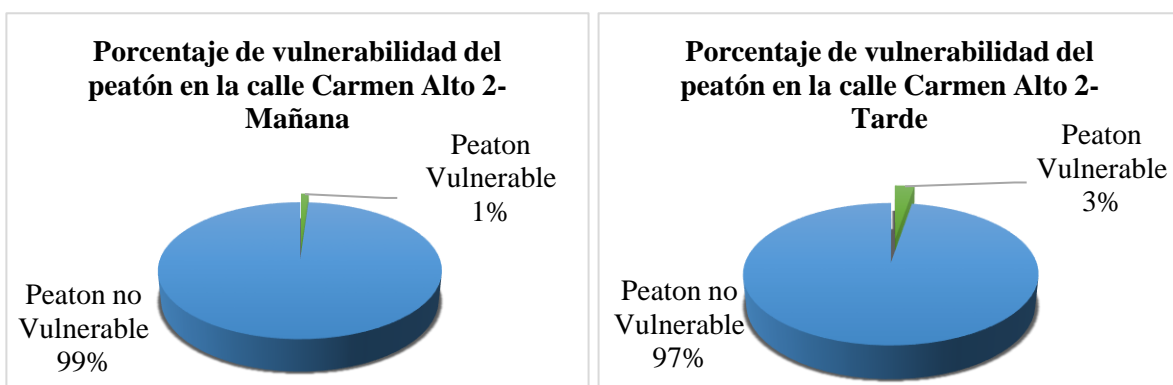 Porcentaje de vulnerabilidad del
peatón en la calle Carmen Alto 2-
Mañana
Peaton
Vulnerable
1%
Peaton no
Vulnerable
99%
Porcentaje de vulnerabilidad del
peatón en la calle Carmen Alto 2-
Tarde
Peaton
Vulnerable
3%
Peaton no
Vulnerable
97%